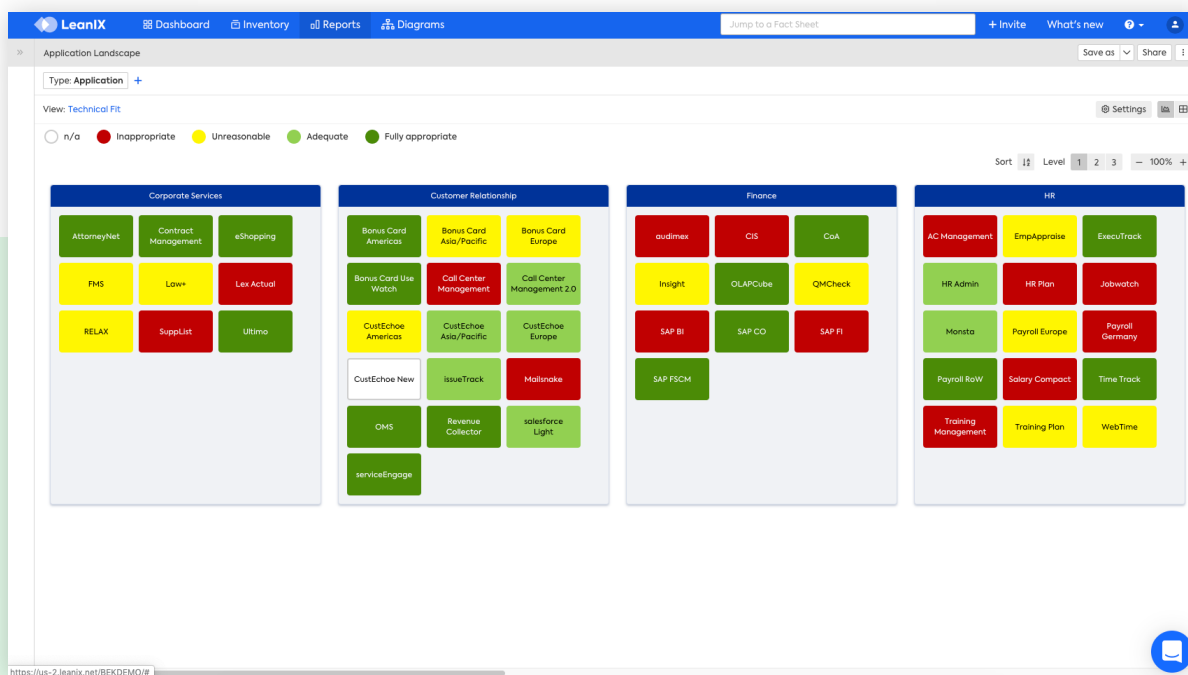 LeanIX
Dashboard
Inventory
Reports
Diagrams
Jump to a Fact Sheet
+ Invite
What's new
Application Landscape
Save as
Share
Type: Application +
View: Technical Fit
Settings
n/a
Inappropriate
Unreasonable
Adequate
Fully appropriate
Sort
Level
1
2
3
− 100% +
Corporate Services
AttorneyNet
Contract
Management
eShopping
FMS
Law+
Lex Actual
RELAX
SuppList
Ultimo
Customer Relationship
Bonus Card
Americas
Bonus Card
Asia/Pacific
Bonus Card
Europe
Bonus Card Use
Watch
Call Center
Management
Call Center
Management 2.0
CustEchoe
Americas
CustEchoe
Asia/Pacific
CustEchoe
Europe
CustEchoe New
issueTrack
Mailsnake
OMS
Revenue
Collector
salesforce
Light
serviceEngage
Finance
audimex
CIS
CoA
Insight
OLAPCube
QMCheck
SAP BI
SAP CO
SAP FI
SAP FSCM
HR
AC Management
EmpAppraise
ExecuTrack
HR Admin
HR Plan
Jobwatch
Monsta
Payroll Europe
Payroll
Germany
Payroll RoW
Salary Compact
Time Track
Training
Management
Training Plan
WebTime
https://us-2.leanix.net/BEKDEMO/#